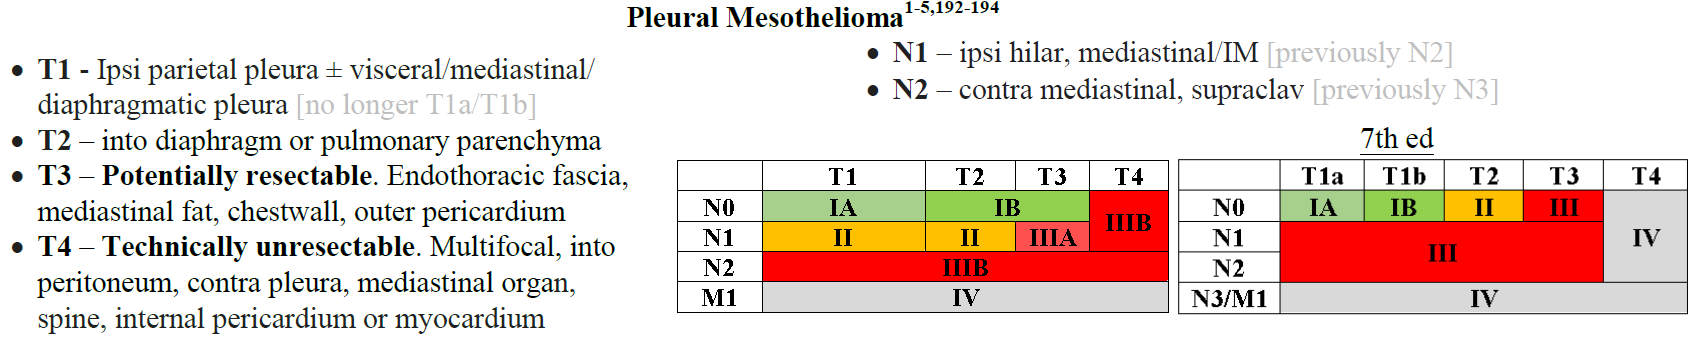 Pleural Mesothelioma1-5,192-194
• T1 - Ipsi parietal pleura ± visceral/mediastinal/
diaphragmatic pleura [no longer T1a/T1b]
• T2 – into diaphragm or pulmonary parenchyma
• T3 – Potentially resectable. Endothoracic fascia,
mediastinal fat, chestwall, outer pericardium
• T4 – Technically unresectable. Multifocal, into
peritoneum, contra pleura, mediastinal organ,
spine, internal pericardium or myocardium
• N1 – ipsi hilar, mediastinal/IM [previously N2]
• N2 – contra mediastinal, supraclav [previously N3]
T1 T2 T3 T4
N0 IA IB IIIB
N1 II II IIIA
N2 IIIB
M1 IV
7th ed
T1a T1b T2 T3 T4
N0 IA IB II III IV
N1 III
N2
N3/M1 IV